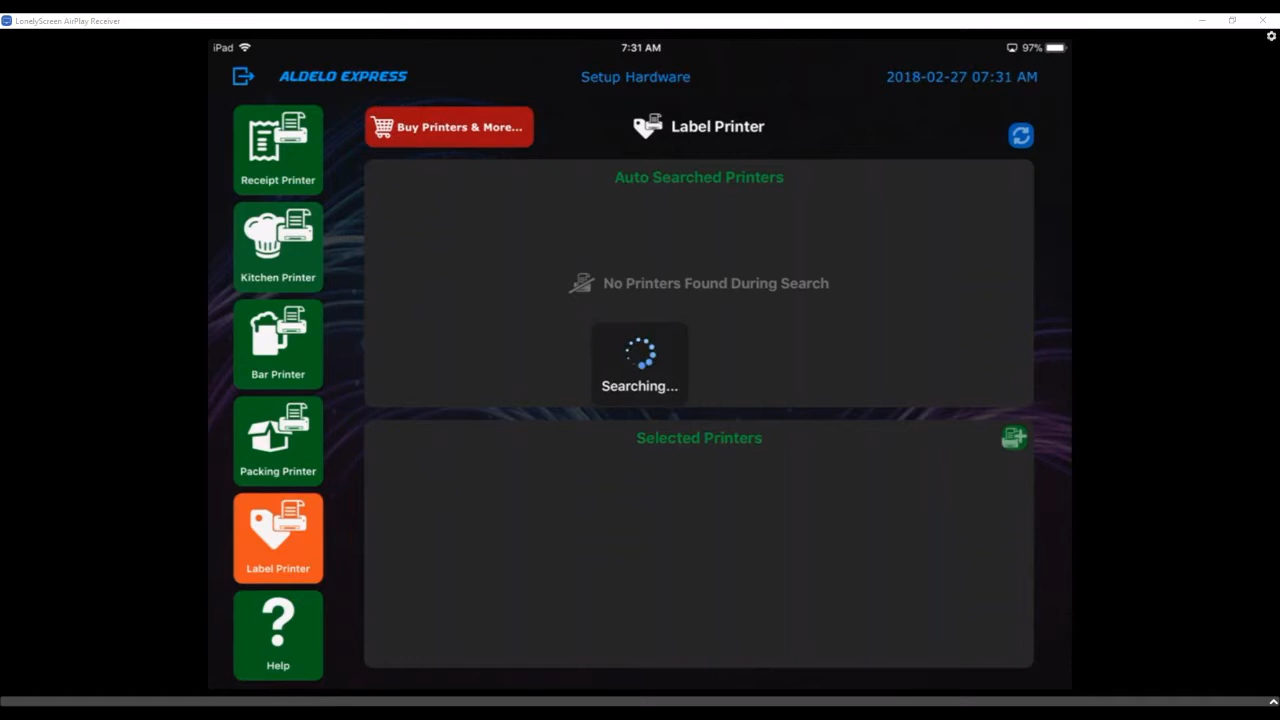 LonelyScreen AirPlay Receiver
iPad
7:31 AM
97%
ALDELO EXPRESS
Setup Hardware
2018-02-27 07:31 AM
Receipt Printer
Buy Printers & More...
Label Printer
Auto Searched Printers
Kitchen Printer
No Printers Found During Search
Bar Printer
Searching...
Selected Printers
Packing Printer
Label Printer
?
Help